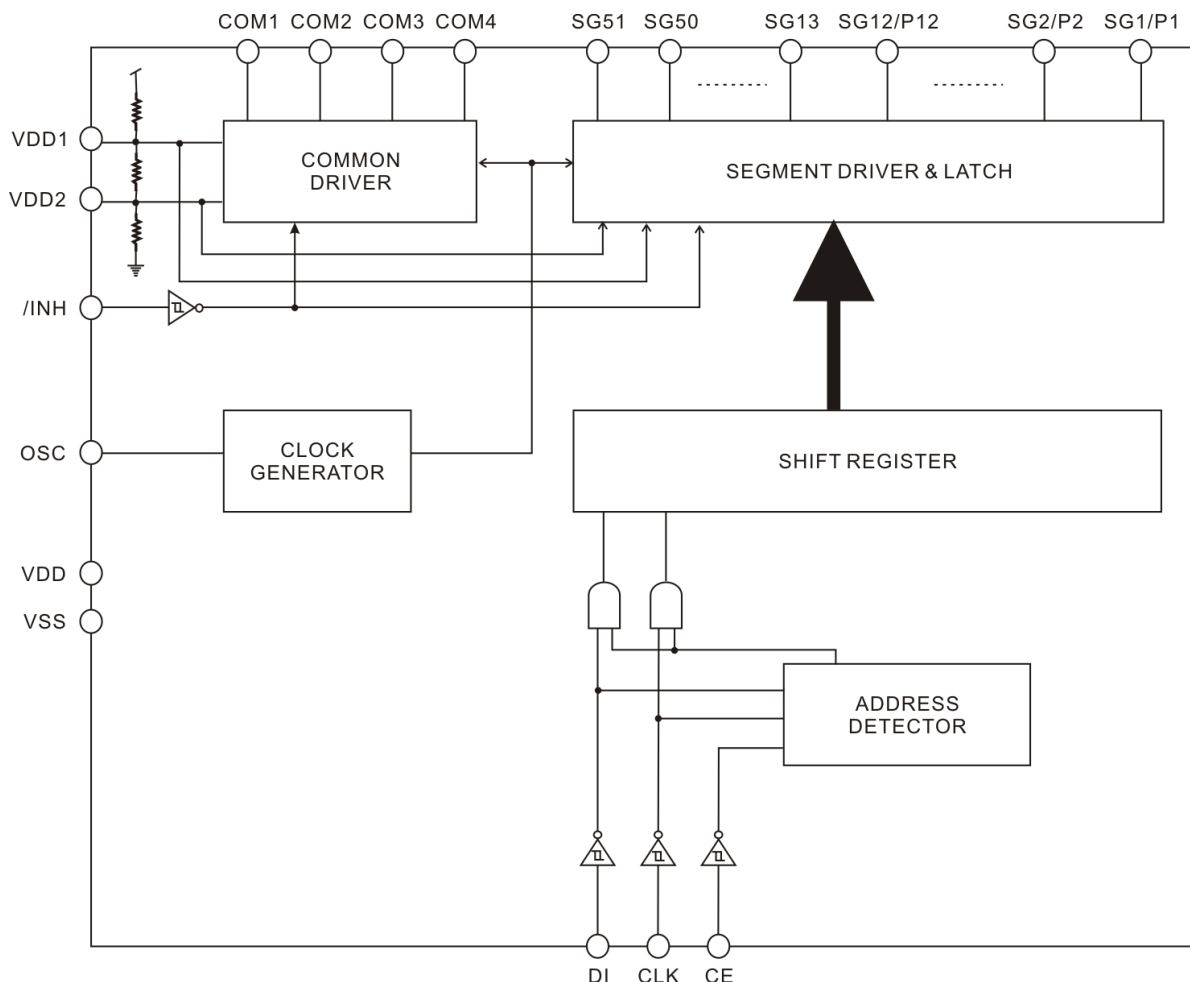 COM1 COM2 COM3 COM4 SG51 SG50 SG13 SG12/P12 SG2/P2 SG1/P1
VDD1
VDD2
COMMON
DRIVER
SEGMENT DRIVER & LATCH
/INH
OSC
CLOCK
GENERATOR
SHIFT REGISTER
VDD
VSS
ADDRESS
DETECTOR
DI CLK CE